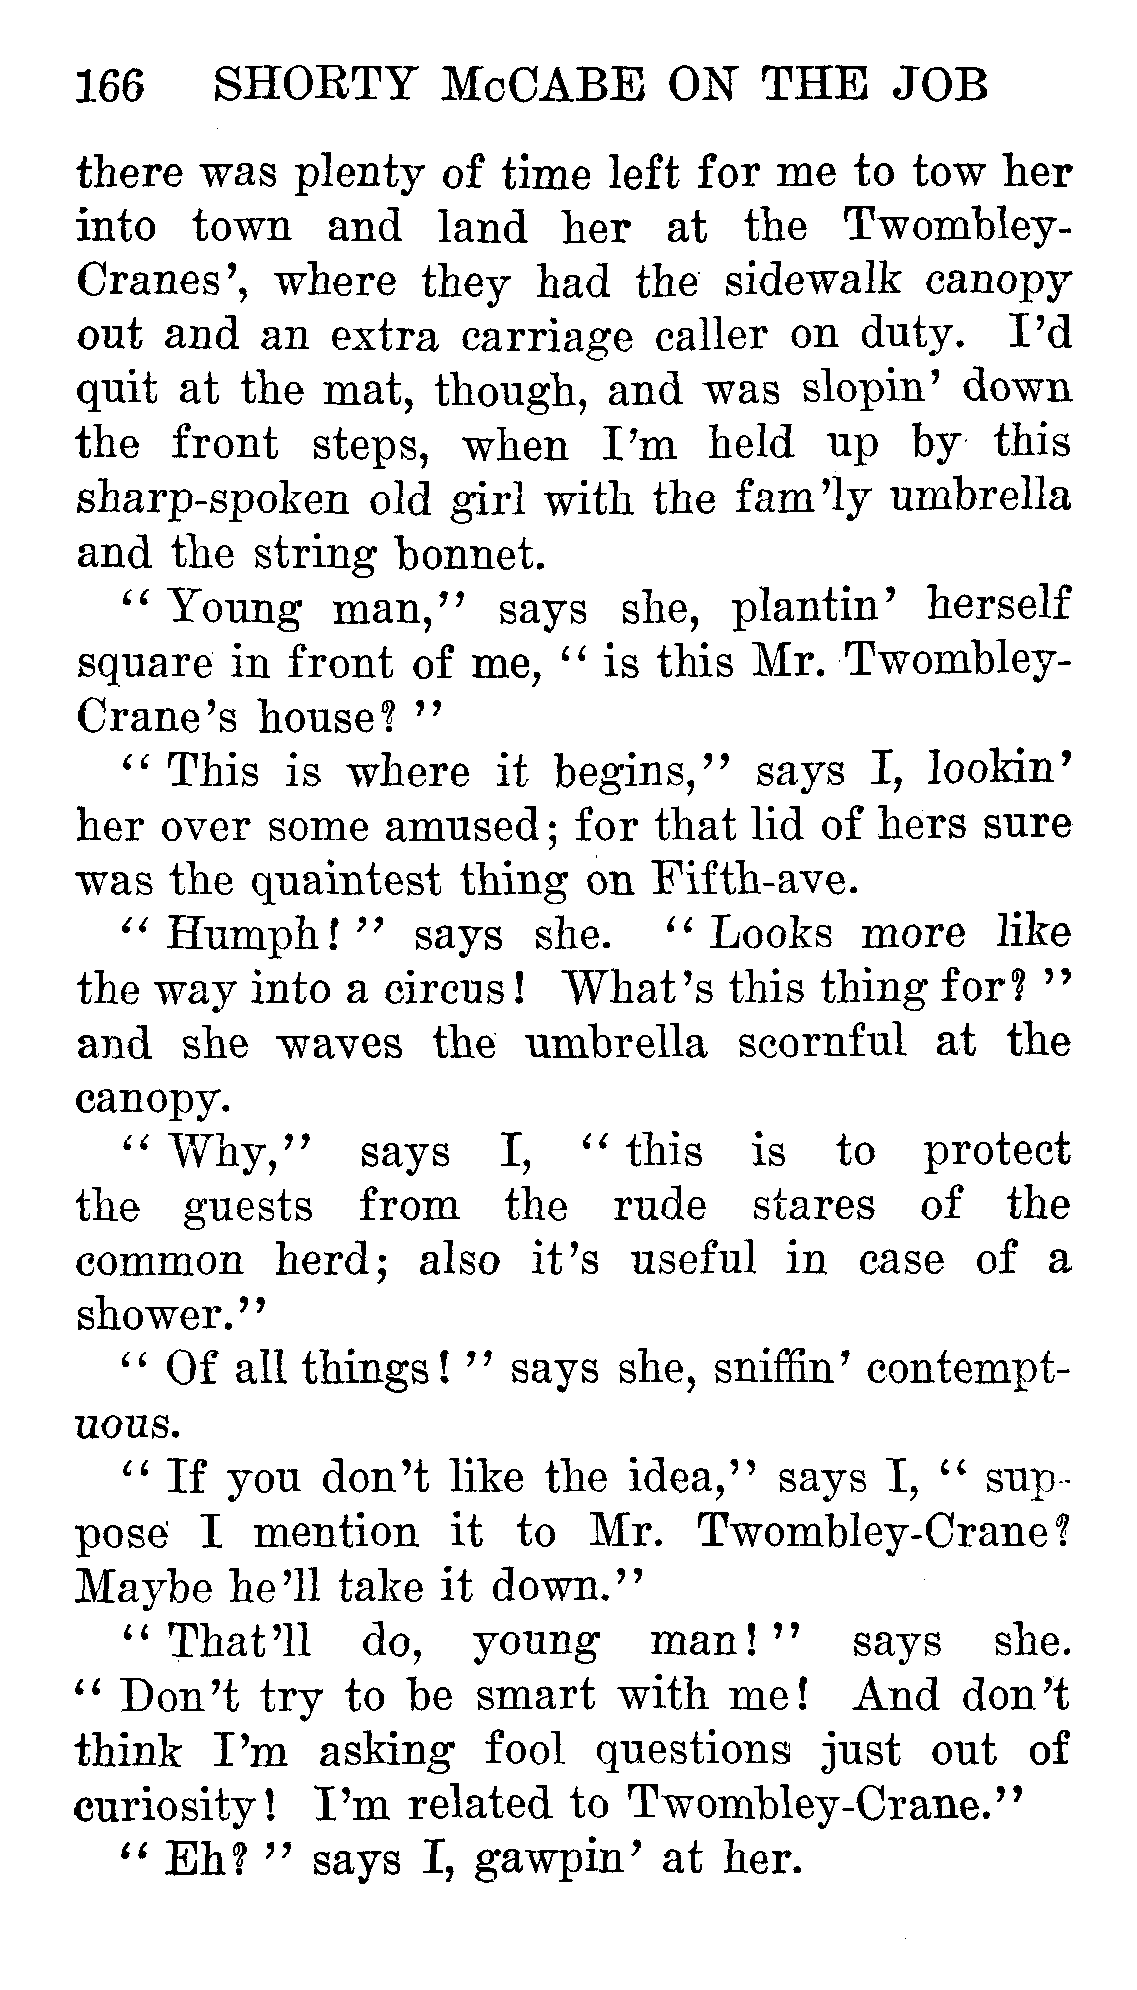 166 SHORTY McCABE ON THE JOB
there was plenty of time left for me to tow her
into town and land her at the Twombley-
Cranes', where they had the sidewalk canopy
out and an extra carriage caller on duty. I'd
quit at the mat, though, and was slopin' down
the front steps, when I'm held up by this
sharp-spoken old girl with the fam'ly umbrella
and the string bonnet.
"Young man," says she, plantin' herself
square in front of me, "is this Mr. Twombley-
Crane's house?"
"This is where it begins," says I, lookin'
her over some amused; for that lid of hers sure
was the quaintest thing on Fifth-ave.
"Humph!" says she. "Looks more like
the way into a circus! What's this thing for?"
and she waves the umbrella scornful at the
canopy.
"Why," says I, "this is to protect
the guests from the rude stares of the
common herd; also it's useful in case of a
shower."
"Of all things!" says she, sniffin' contempt-
uous.
"If you don't like the idea," says I, "sup-
pose I mention it to Mr. Twombley-Crane?
Maybe he'll take it down."
"That'll do, young man!" says she.
"Don't try to be smart with me! And don't
think I'm asking fool questions just out of
curiosity! I'm related to Twombley-Crane."
"Eh?" says I, gawpin' at her.